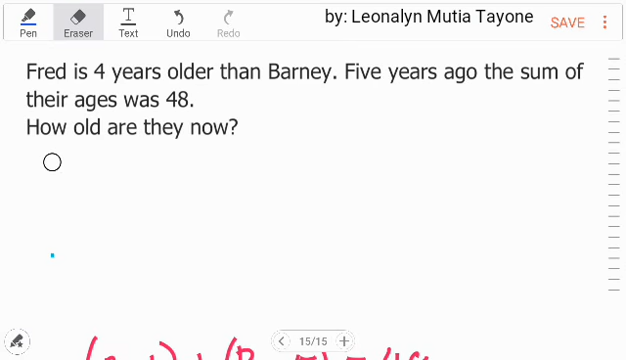 by: Leonalyn Mutia Tayone
SAVE
Pen
Eraser
Text
Undo
Redo
Fred is 4 years older than Barney. Five years ago the sum of
their ages was 48.
How old are they now?
15/15